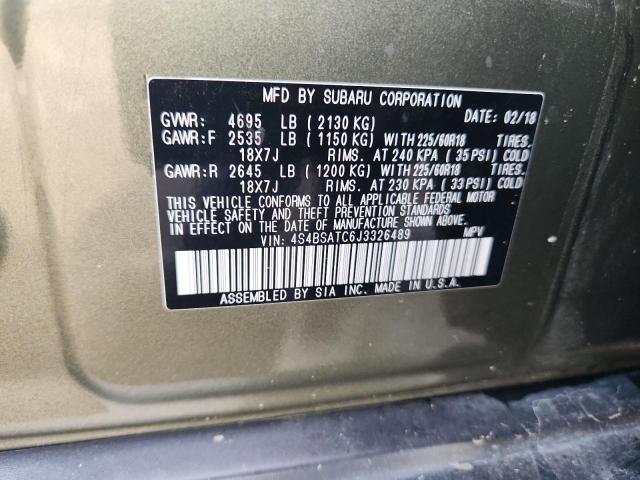 MFD BY SUBARU CORPORATION
GVWR: 4695 LB ( 2130 KG) DATE: 02/18
GAWR:F 2535 LB ( 1150 KG) WITH 225/60R18 TIRES.
18X7J RIMS. AT 240 KPA ( 35 PSI) COLD
GAWR:R 2645 LB ( 1200 KG) WITH 225/60R18 TIRES.
18X7J RIMS. AT 230 KPA ( 33 PSI) COLD
THIS VEHICLE CONFORMS TO ALL APPLICABLE FEDERAL MOTOR
VEHICLE SAFETY AND THEFT PREVENTION STANDARDS IN EFFECT
ON THE DATE OF MANUFACTURE SHOWN ABOVE.
VIN: 4S4BSATC6J3326489 MPV
ASSEMBLED BY SIA INC. MADE IN U.S.A.